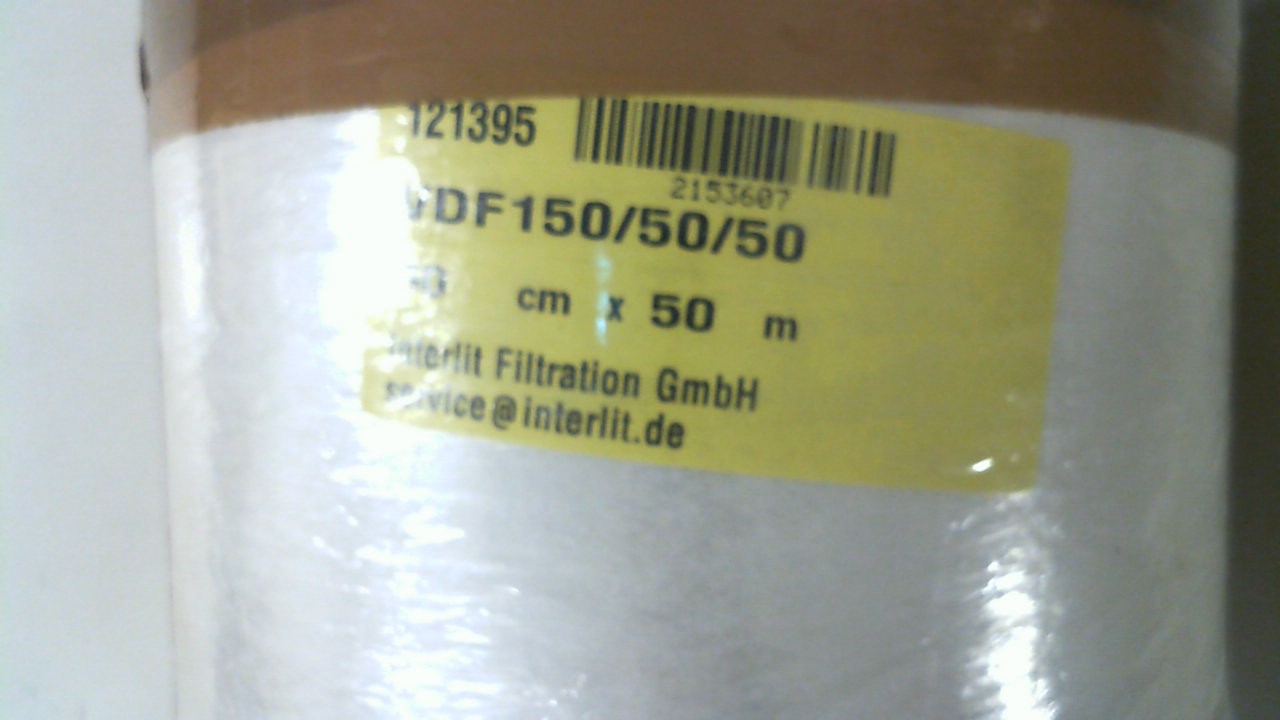 121395
2153607
VDF150/50/50
cm x 50 m
Interlit Filtration GmbH
service@interlit.de